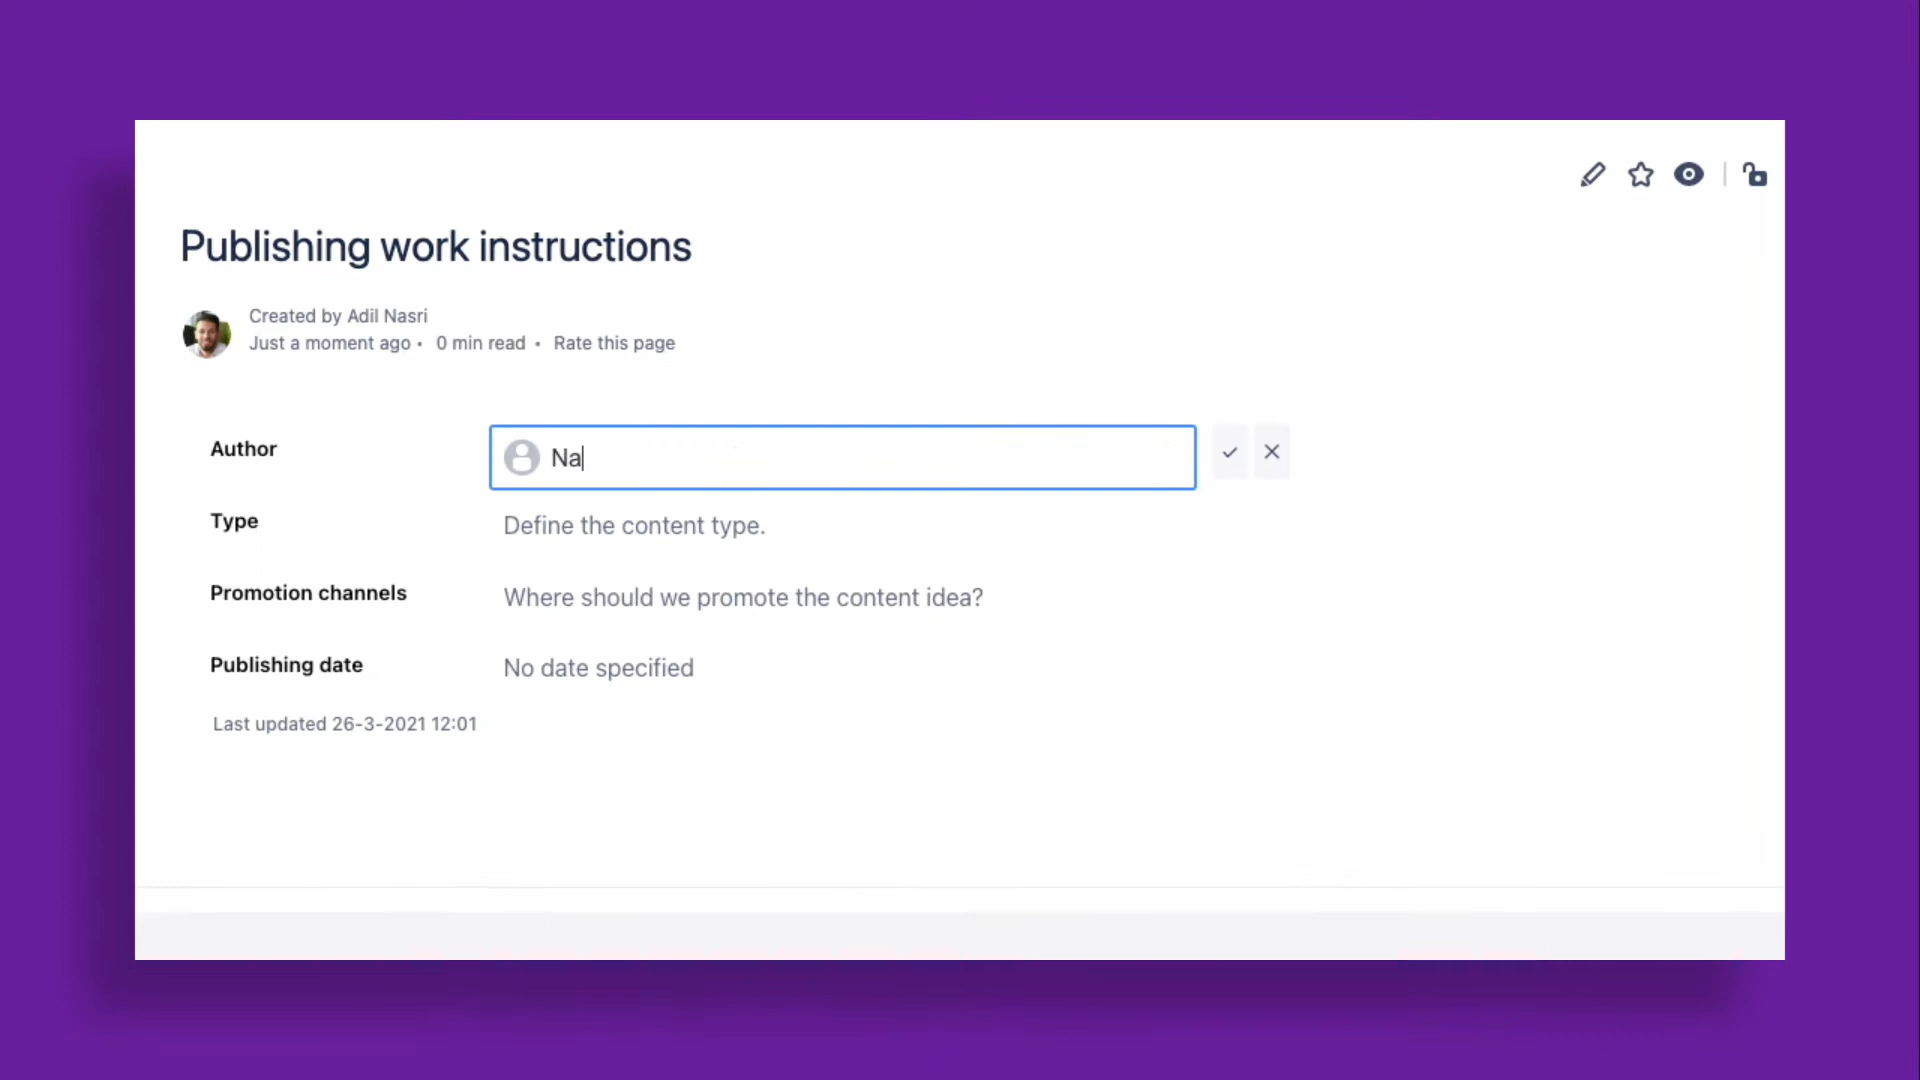 Publishing work instructions
Created by Adil Nasri
Just a moment ago • 0 min read • Rate this page
Author
Na
Type
Define the content type.
Promotion channels
Where should we promote the content idea?
Publishing date
No date specified
Last updated 26-3-2021 12:01